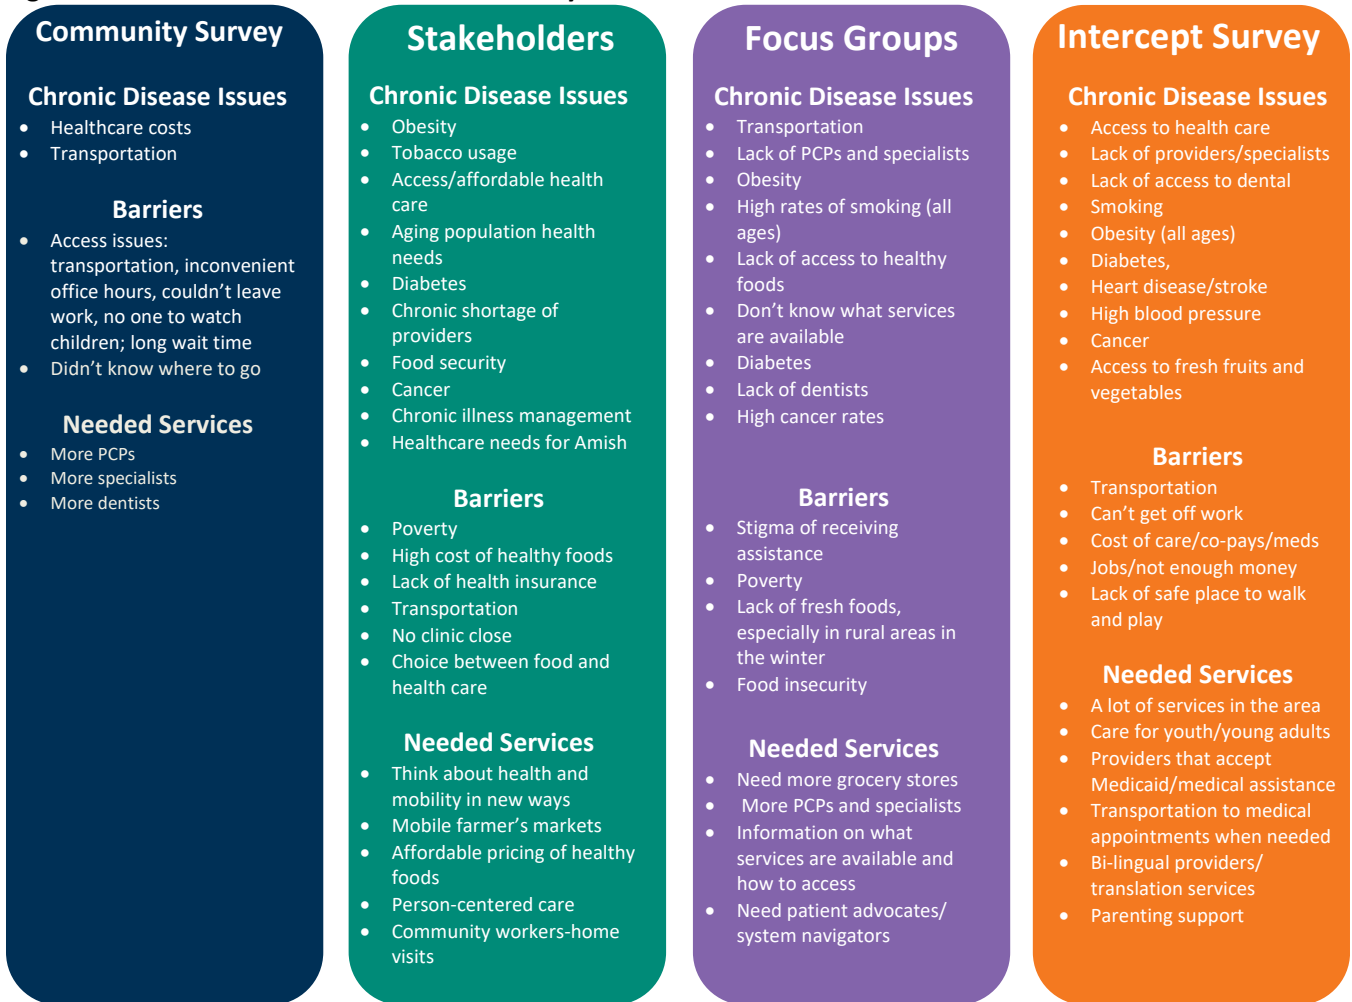 Community Survey
Chronic Disease Issues
• Healthcare costs
• Transportation
Barriers
• Access issues:
transportation, inconvenient
office hours, couldn't leave
work, no one to watch
children; long wait time
• Didn't know where to go
Needed Services
• More PCPs
• More specialists
• More dentists
Stakeholders
Chronic Disease Issues
• Obesity
• Tobacco usage
• Access/affordable health
care
• Aging population health
needs
• Diabetes
• Chronic shortage of
providers
• Food security
• Cancer
• Chronic illness management
• Healthcare needs for Amish
Barriers
• Poverty
• High cost of healthy foods
• Lack of health insurance
• Transportation
• No clinic close
• Choice between food and
health care
Needed Services
• Think about health and
mobility in new ways
• Mobile farmer's markets
• Affordable pricing of healthy
foods
• Person-centered care
• Community workers-home
visits
Focus Groups
Chronic Disease Issues
• Transportation
• Lack of PCPs and specialists
• Obesity
• High rates of smoking (all
ages)
• Lack of access to healthy
foods
• Don't know what services
are available
• Diabetes
• Lack of dentists
• High cancer rates
Barriers
• Stigma of receiving
assistance
• Poverty
• Lack of fresh foods,
especially in rural areas in
the winter
• Food insecurity
Needed Services
• Need more grocery stores
• More PCPs and specialists
• Information on what
services are available and
how to access
• Need patient advocates/
system navigators
Intercept Survey
Chronic Disease Issues
• Access to health care
• Lack of providers/specialists
• Lack of access to dental
• Smoking
• Obesity (all ages)
• Diabetes,
• Heart disease/stroke
• High blood pressure
• Cancer
• Access to fresh fruits and
vegetables
Barriers
• Transportation
• Can't get off work
• Cost of care/co-pays/meds
• Jobs/not enough money
• Lack of safe place to walk
and play
Needed Services
• A lot of services in the area
• Care for youth/young adults
• Providers that accept
Medicaid/medical assistance
• Transportation to medical
appointments when needed
• Bi-lingual providers/
translation services
• Parenting support